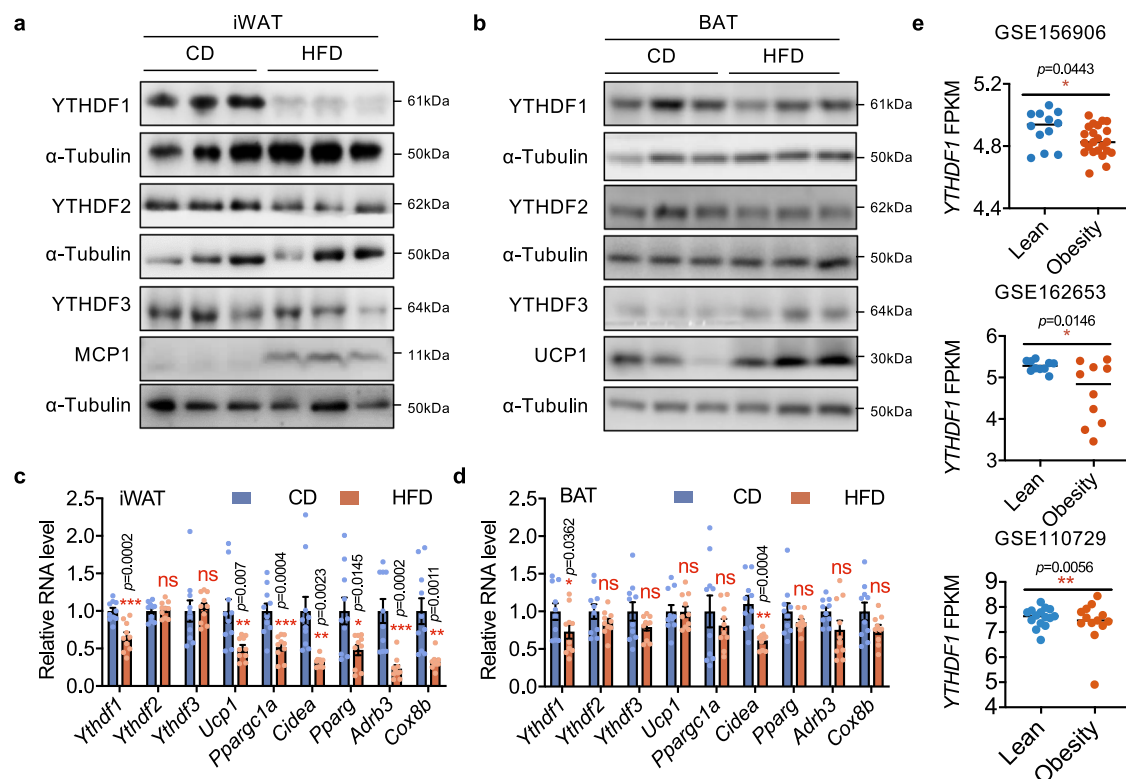 a
iWAT
CD HFD
YTHDF1 61kDa
α-Tubulin 50kDa
YTHDF2 62kDa
α-Tubulin 50kDa
YTHDF3 64kDa
MCP1 11kDa
α-Tubulin 50kDa
b
BAT
CD HFD
YTHDF1 61kDa
α-Tubulin 50kDa
YTHDF2 62kDa
α-Tubulin 50kDa
YTHDF3 64kDa
UCP1 30kDa
α-Tubulin 50kDa
c
iWAT CD HFD
Relative RNA level
2.5
2.0
1.5
1.0
0.5
0.0
p=0.0002
***
ns
ns
p=0.007
**
p=0.0004
***
p=0.0023
**
p=0.0145
*
p=0.0002
***
p=0.0011
**
Ythdf1
Ythdf2
Ythdf3
Ucp1
Ppargc1a
Cidea
Pparg
Adrb3
Cox8b
d
BAT CD HFD
Relative RNA level
2.5
2.0
1.5
1.0
0.5
0.0
p=0.0362
*
ns
ns
ns
ns
p=0.0004
**
ns
ns
ns
Ythdf1
Ythdf2
Ythdf3
Ucp1
Ppargc1a
Cidea
Pparg
Adrb3
Cox8b
e
GSE156906
p=0.0443
*
YTHDF1 FPKM
5.2
4.8
4.4
Lean
Obesity
GSE162653
p=0.0146
*
YTHDF1 FPKM
6
5
4
3
Lean
Obesity
GSE110729
p=0.0056
**
YTHDF1 FPKM
9
8
7
6
5
4
Lean
Obesity